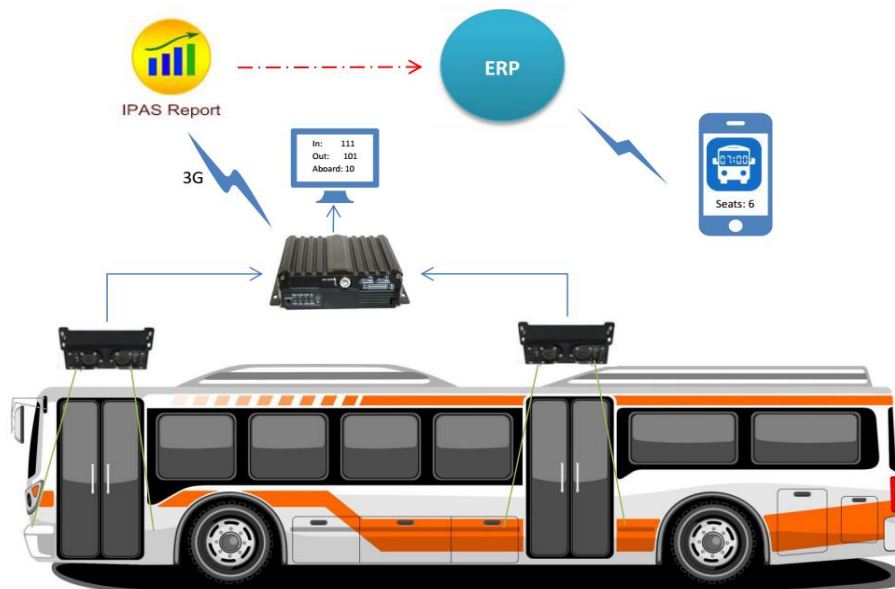 ERP
IPAS Report
In: 111
Out: 101
Aboard: 10
3G
07:00
Seats: 6